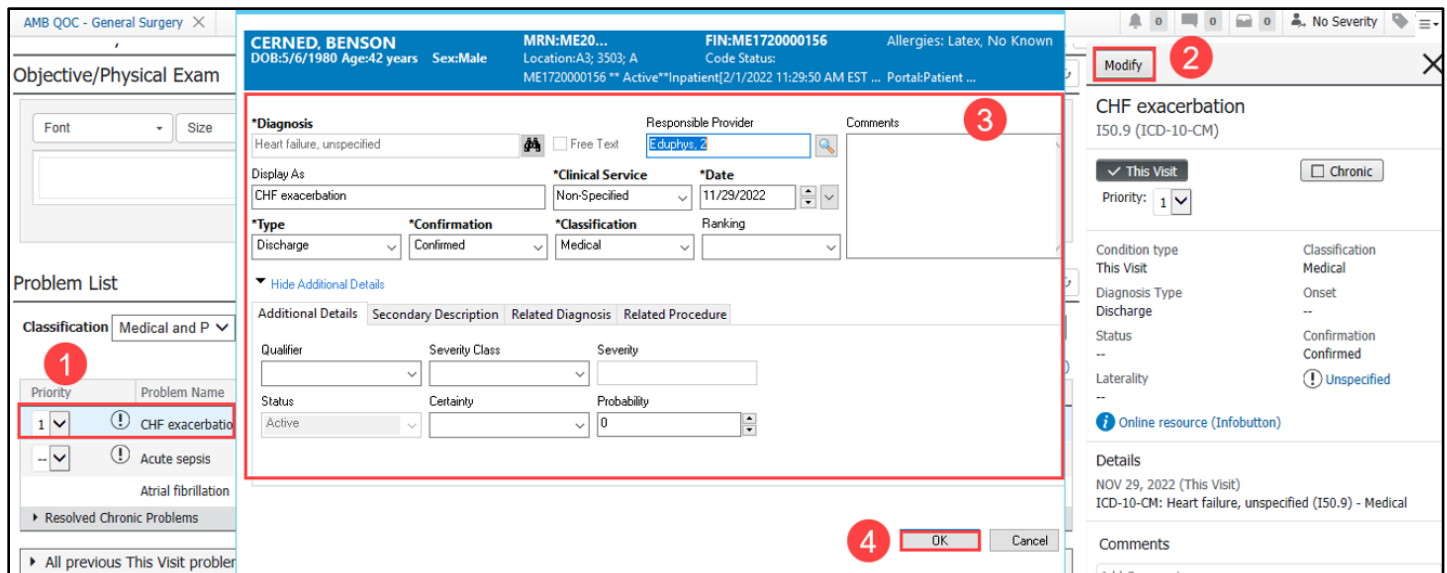 AMB QOC - General Surgery
0 0 0 No Severity
Objective/Physical Exam
Font Size
Problem List
Classification Medical and P
1
Priority Problem Name
1 CHF exacerbatio
-- Acute sepsis
Atrial fibrillation
Resolved Chronic Problems
All previous This Visit probler
CERNED, BENSON MRN:ME20... FIN:ME1720000156 Allergies: Latex, No Known
DOB:5/6/1980 Age:42 years Sex:Male Location:A3; 3503; A Code Status:
ME1720000156 ** Active**Inpatient[2/1/2022 11:29:50 AM EST ... Portal:Patient ...
3
*Diagnosis Responsible Provider Comments
Heart failure, unspecified Free Text Eduphys, 2
Display As *Clinical Service *Date
CHF exacerbation Non-Specified 11/29/2022
*Type *Confirmation *Classification Ranking
Discharge Confirmed Medical
Hide Additional Details
Additional Details Secondary Description Related Diagnosis Related Procedure
Qualifier Severity Class Severity
Status Certainty Probability
Active 0
4 OK Cancel
Modify 2
CHF exacerbation
I50.9 (ICD-10-CM)
This Visit Chronic
Priority: 1
Condition type Classification
This Visit Medical
Diagnosis Type Onset
Discharge --
Status Confirmation
-- Confirmed
Laterality Unspecified
--
Online resource (Infobutton)
Details
NOV 29, 2022 (This Visit)
ICD-10-CM: Heart failure, unspecified (I50.9) - Medical
Comments